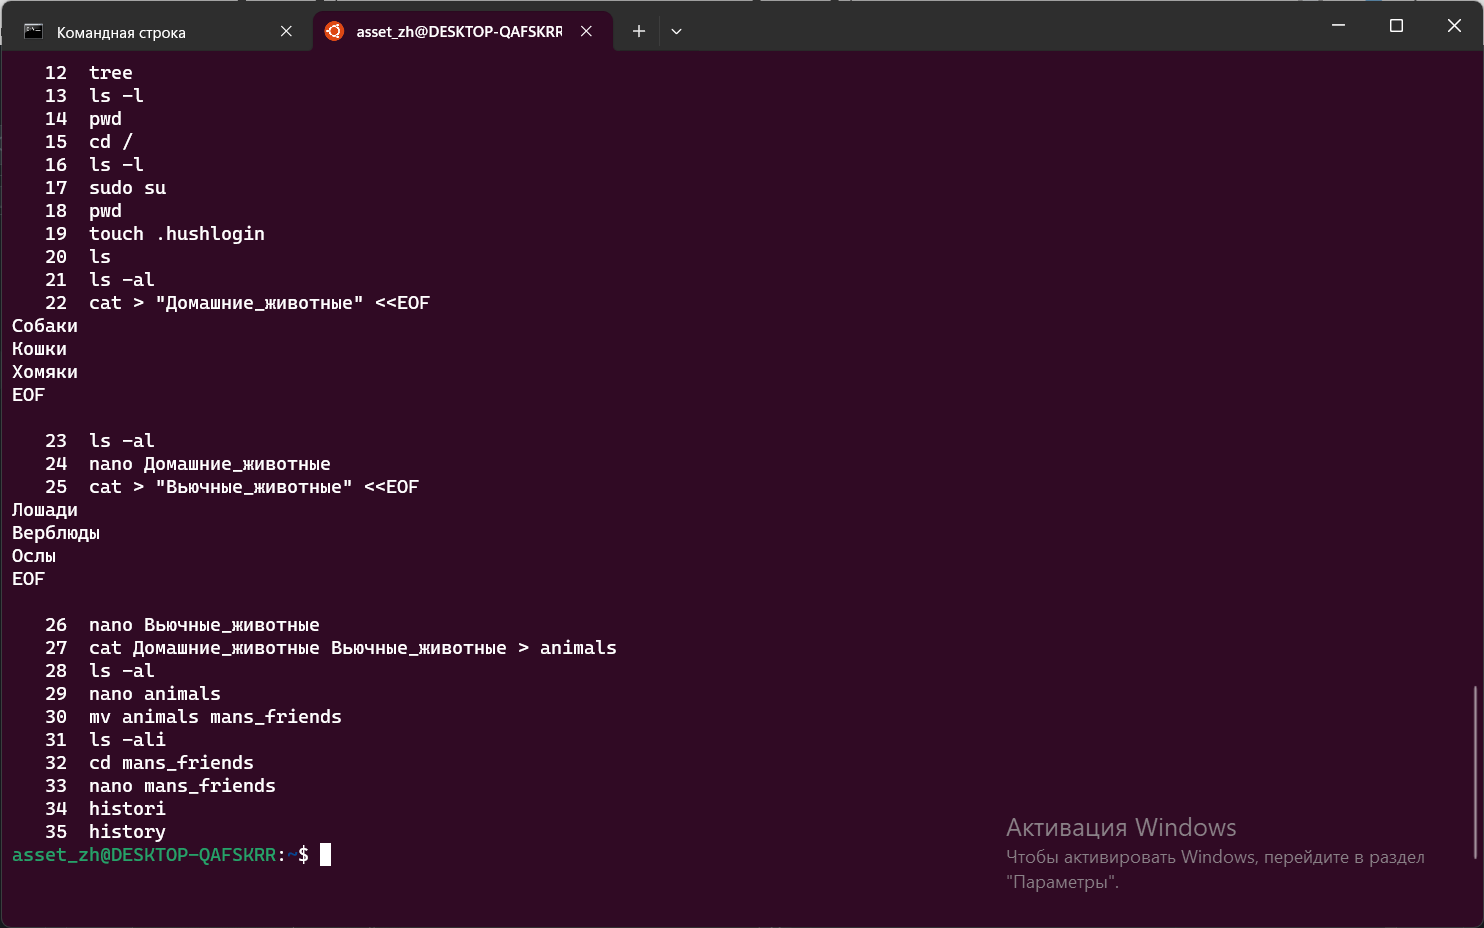 Командная строка
asset_zh@DESKTOP-QAFSKRR
12 tree
13 ls -l
14 pwd
15 cd /
16 ls -l
17 sudo su
18 pwd
19 touch .hushlogin
20 ls
21 ls -al
22 cat > "Домашние_животные" <<EOF
Собаки
Кошки
Хомяки
EOF
23 ls -al
24 nano Домашние_животные
25 cat > "Вьючные_животные" <<EOF
Лошади
Верблюды
Ослы
EOF
26 nano Вьючные_животные
27 cat Домашние_животные Вьючные_животные > animals
28 ls -al
29 nano animals
30 mv animals mans_friends
31 ls -ali
32 cd mans_friends
33 nano mans_friends
34 histori
35 history
asset_zh@DESKTOP-QAFSKRR:~$
Активация Windows
Чтобы активировать Windows, перейдите в раздел
"Параметры".